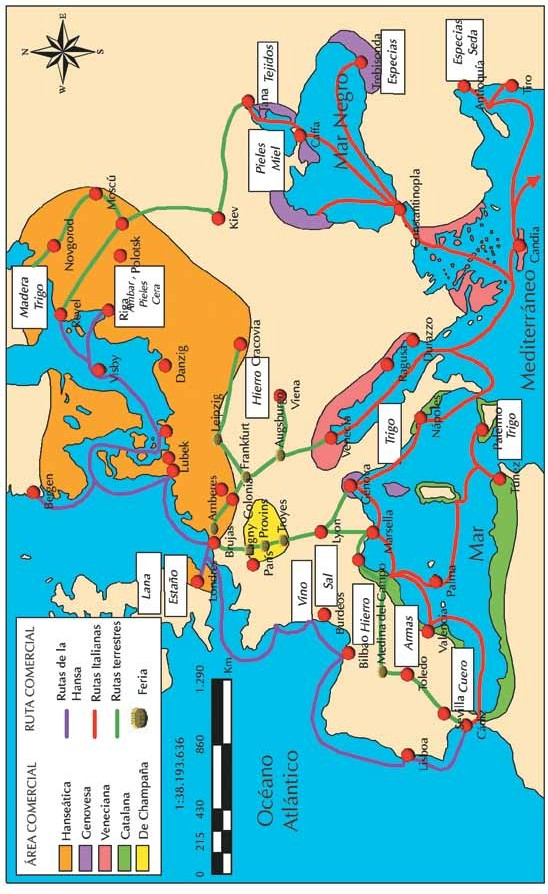 ÁREA COMERCIAL
Hanseática
Genovesa
Veneciana
Catalana
De Champaña
RUTA COMERCIAL
Rutas de la
Hansa
Rutas Italianas
Rutas terrestres
Feria
1:38.193.636
0 215 430 860 1.290
Km
Océano
Atlántico
N
E
S
W
Bergen
Madera
Trigo
Novgorod
Moscú
Revel
Polotsk
Riga
Ámbar,
Pieles
Cera
Visby
Danzig
Lubek
Kiev
Lana
Estaño
Londres
Brujas
Amberes
Colonia
Frankfurt
Leipzig
Cracovia
Hierro
Augsburgo
Viena
Lagny
Provins
París
Troyes
Vino
Sal
Burdeos
Lyon
Bilbao
Hierro
Medina del Campo
Armas
Toledo
Valencia
Sevilla
Cuero
Cádiz
Lisboa
Palma
Marsella
Génova
Venecia
Ragusa
Durazzo
Trigo
Nápoles
Palermo
Trigo
Túnez
Mar
Mediterráneo
Candía
Constantinopla
Mar Negro
Pieles
Miel
Caffa
Tana
Tejidos
Trebisonda
Especias
Especias
Seda
Antioquía
Tiro